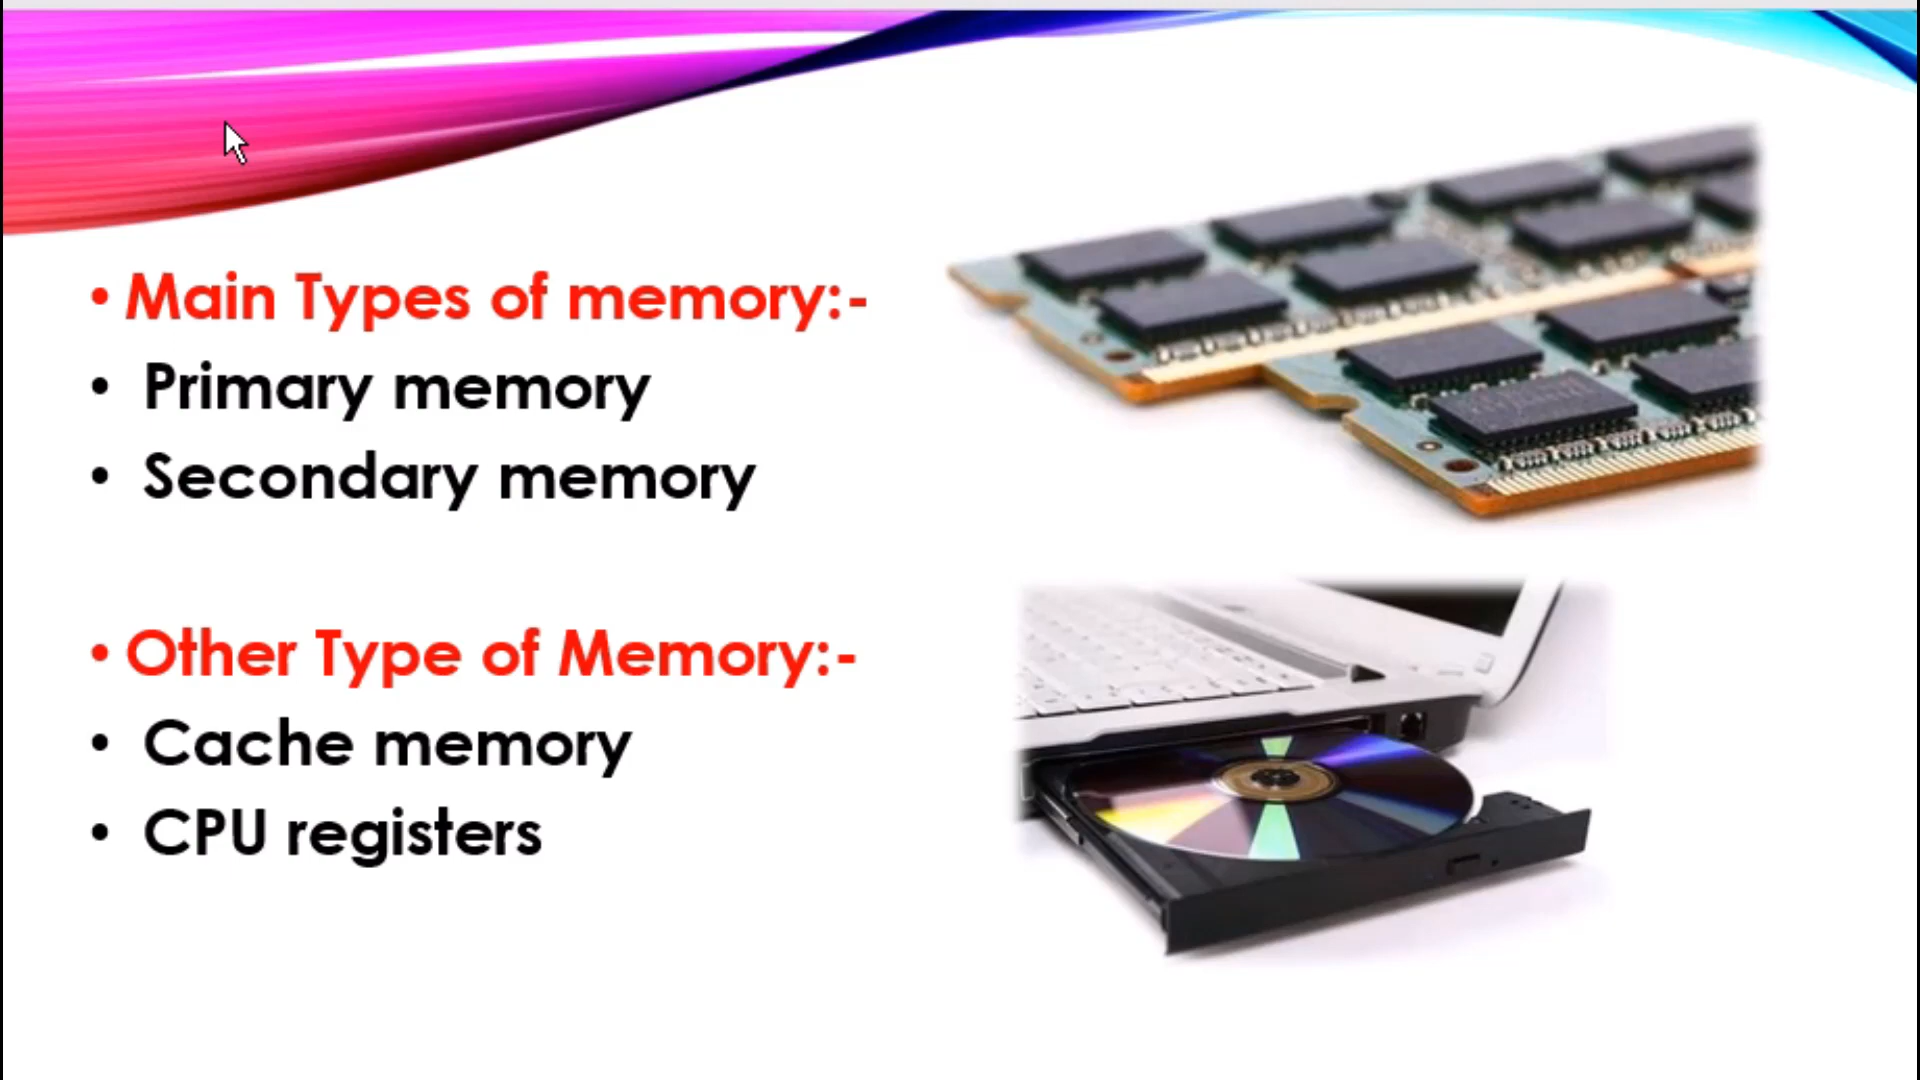 • Main Types of memory:-
• Primary memory
• Secondary memory
• Other Type of Memory:-
• Cache memory
• CPU registers